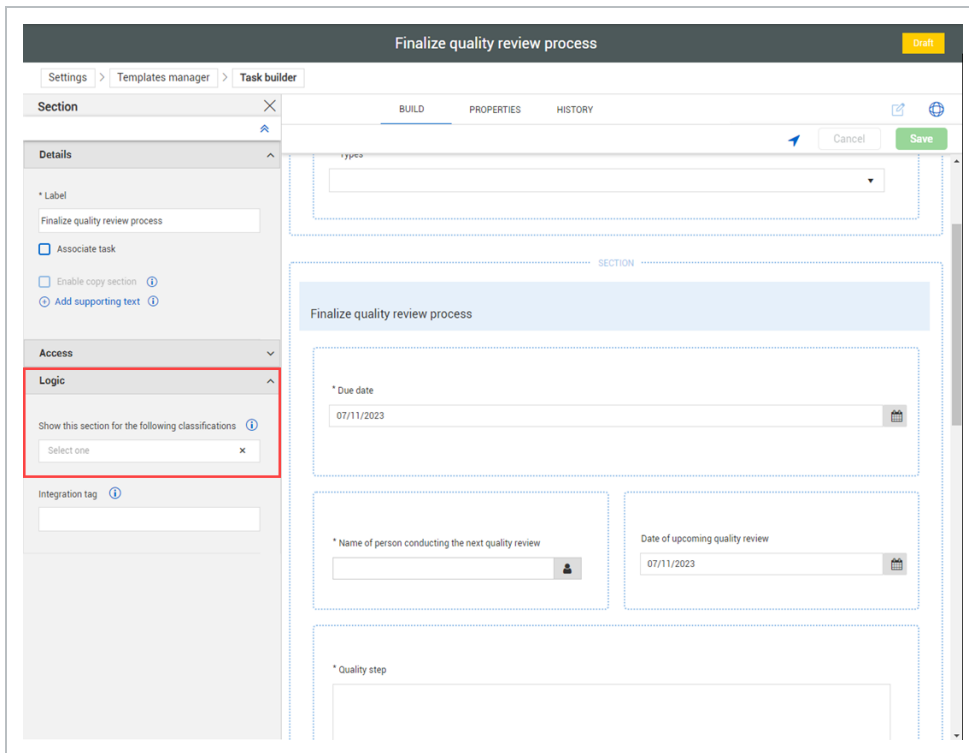 Finalize quality review process
Draft
Settings > Templates manager > Task builder
Section
BUILD PROPERTIES HISTORY
Cancel Save
Details
Types
* Label
Finalize quality review process
Associate task
Enable copy section
Add supporting text
SECTION
Finalize quality review process
Access
Logic
* Due date
07/11/2023
Show this section for the following classifications
Select one
Integration tag
* Name of person conducting the next quality review
Date of upcoming quality review
07/11/2023
* Quality step